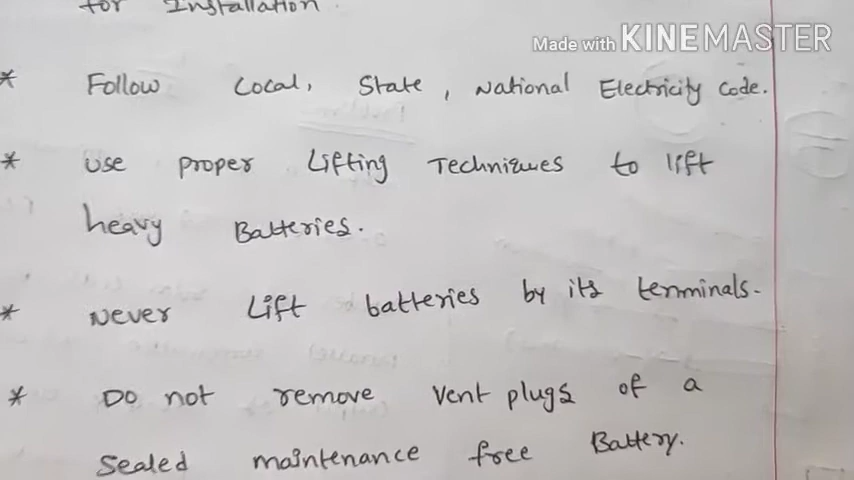 for Installation.
Made with KINEMASTER
* Follow Local, State, National Electricity Code.
* Use proper Lifting Techniques to lift
heavy Batteries.
* Never Lift batteries by its terminals.
* Do not remove Vent plugs of a
Sealed maintenance free Battery.